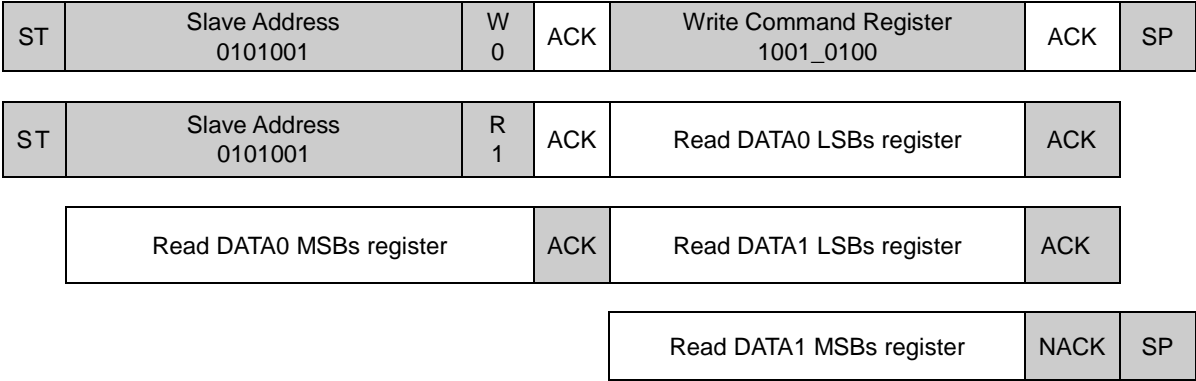 ST Slave Address W ACK Write Command Register ACK SP
0101001 0 1001_0100
ST Slave Address R ACK Read DATA0 LSBs register ACK
0101001 1
Read DATA0 MSBs register ACK Read DATA1 LSBs register ACK
Read DATA1 MSBs register NACK SP